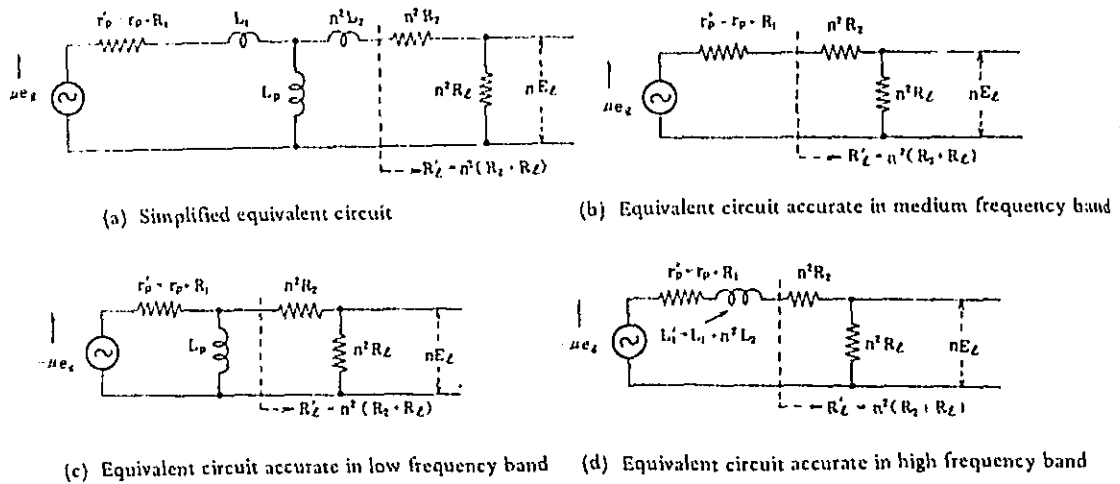 r′p - rp + R1
L1
n²L2
n²R2
μeg
Lp
n²Rℓ
nEℓ
R′ℓ - n²(R2 + Rℓ)
(a) Simplified equivalent circuit
r′p - rp + R1
n²R2
μeg
n²Rℓ
nEℓ
R′ℓ - n²(R2 + Rℓ)
(b) Equivalent circuit accurate in medium frequency band
r′p - rp + R1
n²R2
μeg
Lp
n²Rℓ
nEℓ
R′ℓ - n²(R2 + Rℓ)
(c) Equivalent circuit accurate in low frequency band
r′p - rp + R1
n²R2
μeg
L′1 - L1 + n²L2
n²Rℓ
nEℓ
R′ℓ - n²(R2 + Rℓ)
(d) Equivalent circuit accurate in high frequency band